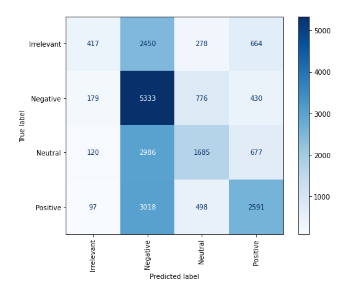 Irrelevant 417 2450 278 664
Negative 179 5333 776 430
Neutral 120 2986 1685 677
Positive 97 3018 498 2591
True label
Irrelevant Negative Neutral Positive
Predicted label
5000
4000
3000
2000
1000